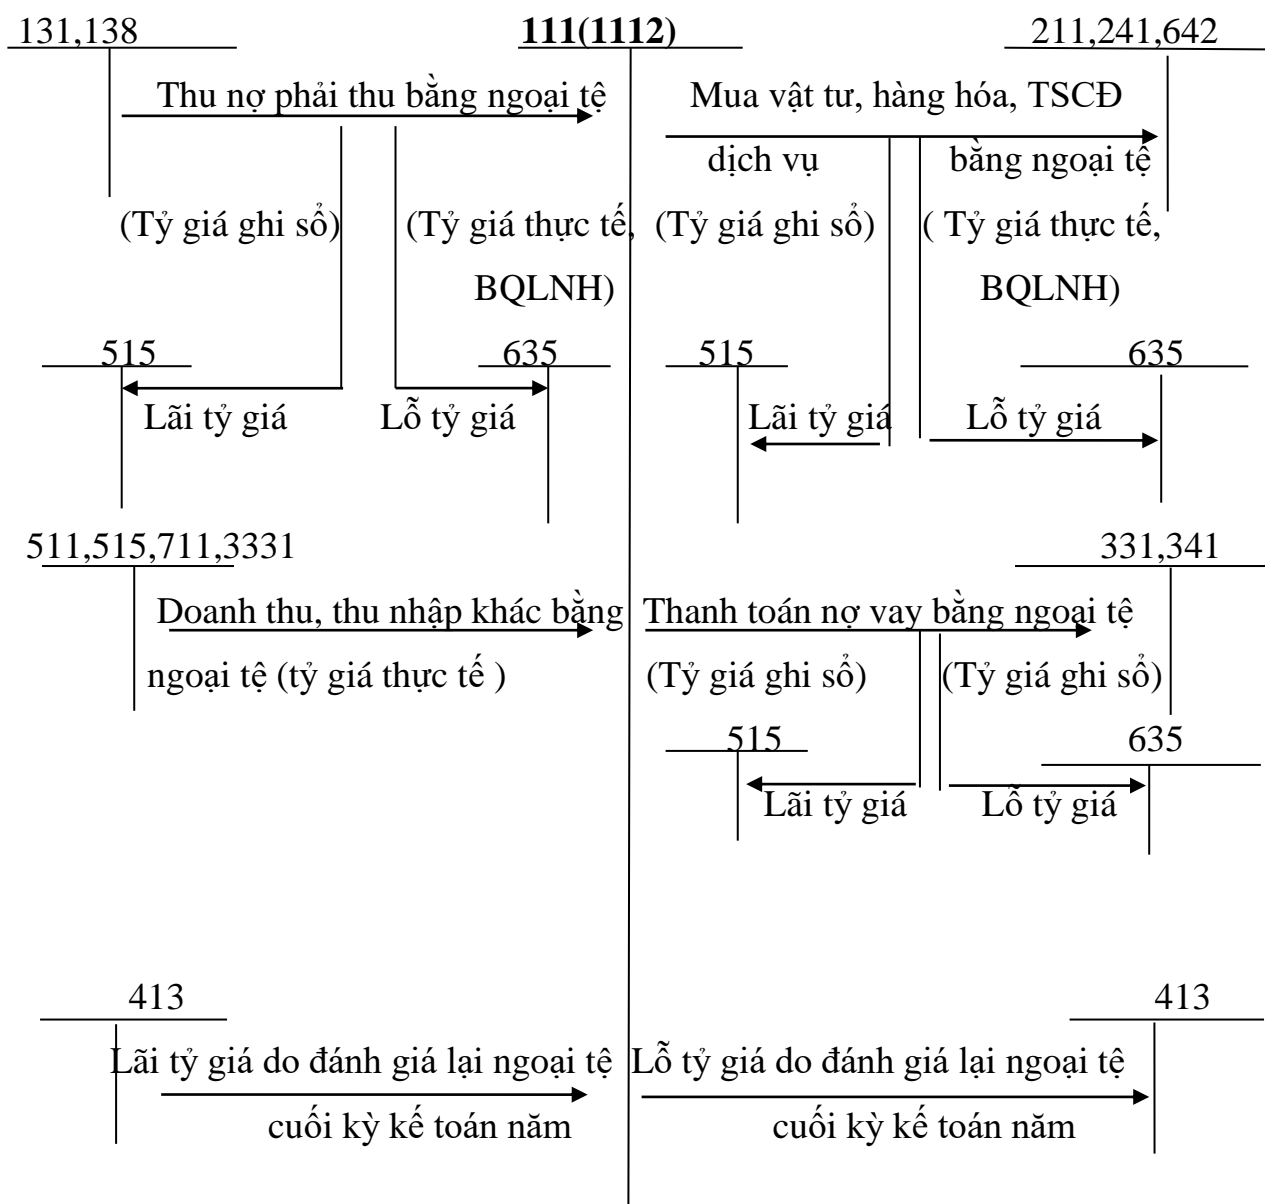 131,138 111(1112) 211,241,642
Thu nợ phải thu bằng ngoại tệ Mua vật tư, hàng hóa, TSCĐ
dịch vụ bằng ngoại tệ
(Tỷ giá ghi sổ) (Tỷ giá thực tế, (Tỷ giá ghi sổ) ( Tỷ giá thực tế,
BQLNH) BQLNH)
515 635 515 635
Lãi tỷ giá Lỗ tỷ giá Lãi tỷ giá Lỗ tỷ giá
511,515,711,3331 331,341
Doanh thu, thu nhập khác bằng Thanh toán nợ vay bằng ngoại tệ
ngoại tệ (tỷ giá thực tế ) (Tỷ giá ghi sổ) (Tỷ giá ghi sổ)
515 635
Lãi tỷ giá Lỗ tỷ giá
413 413
Lãi tỷ giá do đánh giá lại ngoại tệ Lỗ tỷ giá do đánh giá lại ngoại tệ
cuối kỳ kế toán năm cuối kỳ kế toán năm